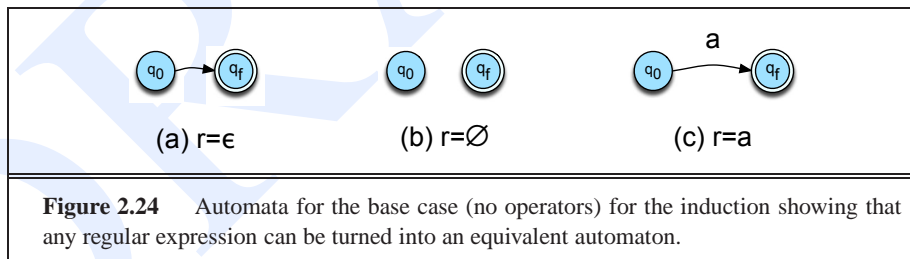 a
q0 qf q0 qf q0 qf
(a) r=ϵ (b) r=∅ (c) r=a
Figure 2.24 Automata for the base case (no operators) for the induction showing that
any regular expression can be turned into an equivalent automaton.